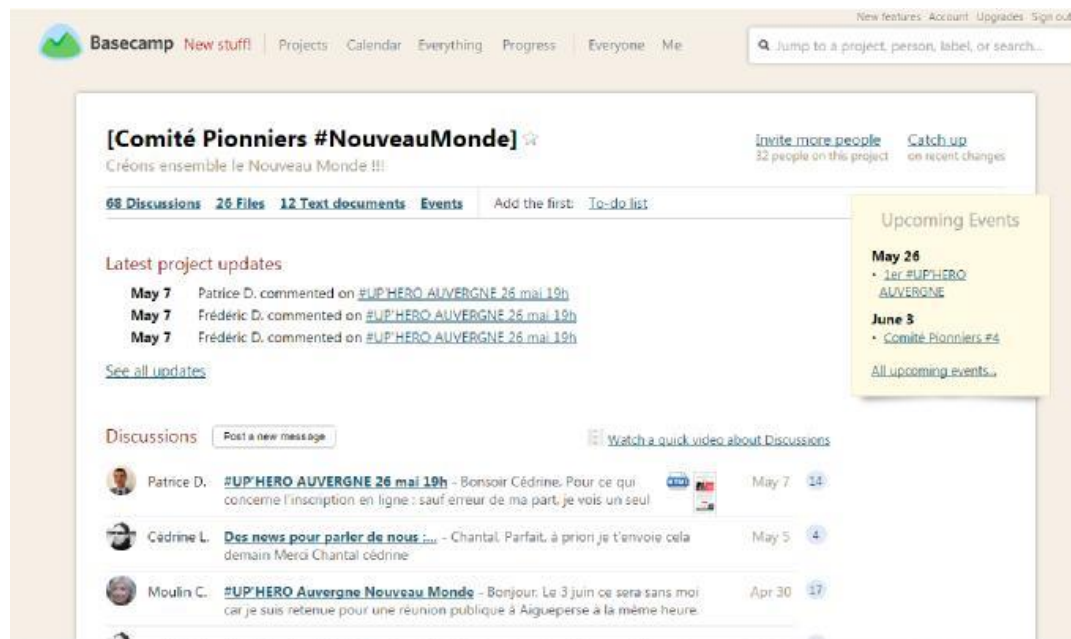 New features Account Upgrades Sign out
Basecamp New stuff! Projects Calendar Everything Progress Everyone Me
Jump to a project, person, label, or search...
[Comité Pionniers #NouveauMonde]
Créons ensemble le Nouveau Monde !!!
Invite more people
32 people on this project
Catch up
on recent changes
68 Discussions 26 Files 12 Text documents Events Add the first: To-do list
Upcoming Events
May 26
• 1er #UP'HERO
AUVERGNE
June 3
• Comité Pionniers #4
All upcoming events...
Latest project updates
May 7 Patrice D. commented on #UP'HERO AUVERGNE 26 mai 19h
May 7 Frédéric D. commented on #UP'HERO AUVERGNE 26 mai 19h
May 7 Frédéric D. commented on #UP'HERO AUVERGNE 26 mai 19h
See all updates
Discussions Post a new message Watch a quick video about Discussions
Patrice D. #UP'HERO AUVERGNE 26 mai 19h - Bonsoir Cédrine, Pour ce qui May 7 14
concerne l'inscription en ligne : sauf erreur de ma part, je vois un seul
Cédrine L. Des news pour parler de nous :... - Chantal, Parfait, à priori je t'envoie cela May 5 4
demain Merci Chantal cédrine
Moulin C. #UP'HERO Auvergne Nouveau Monde - Bonjour, Le 3 juin ce sera sans moi Apr 30 17
car je suis retenue pour une réunion publique à Aigueperse à la même heure.